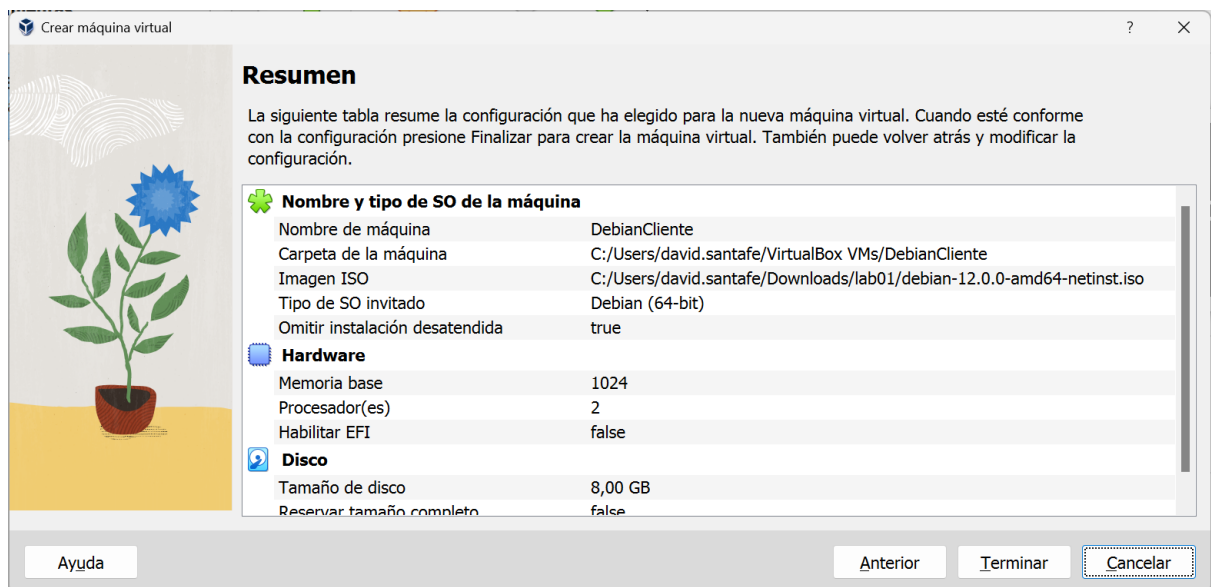 Crear máquina virtual
?
Resumen
La siguiente tabla resume la configuración que ha elegido para la nueva máquina virtual. Cuando esté conforme
con la configuración presione Finalizar para crear la máquina virtual. También puede volver atrás y modificar la
configuración.
Nombre y tipo de SO de la máquina
Nombre de máquina DebianCliente
Carpeta de la máquina C:/Users/david.santafe/VirtualBox VMs/DebianCliente
Imagen ISO C:/Users/david.santafe/Downloads/lab01/debian-12.0.0-amd64-netinst.iso
Tipo de SO invitado Debian (64-bit)
Omitir instalación desatendida true
Hardware
Memoria base 1024
Procesador(es) 2
Habilitar EFI false
Disco
Tamaño de disco 8,00 GB
Reservar tamaño completo false
Ayuda Anterior Terminar Cancelar